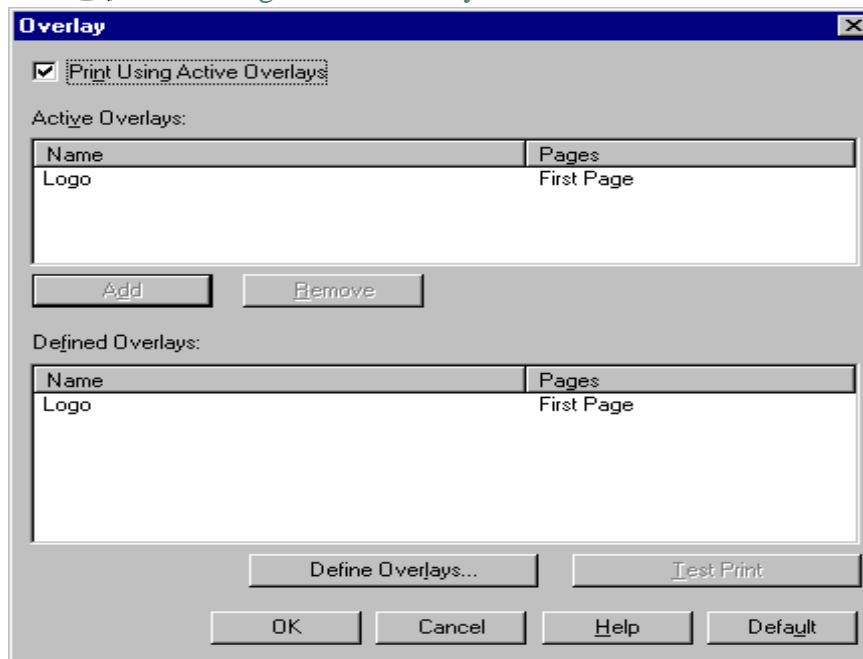 Overlay
Print Using Active Overlays
Active Overlays:
Name Pages
Logo First Page
Add Remove
Defined Overlays:
Name Pages
Logo First Page
Define Overlays... Test Print
OK Cancel Help Default